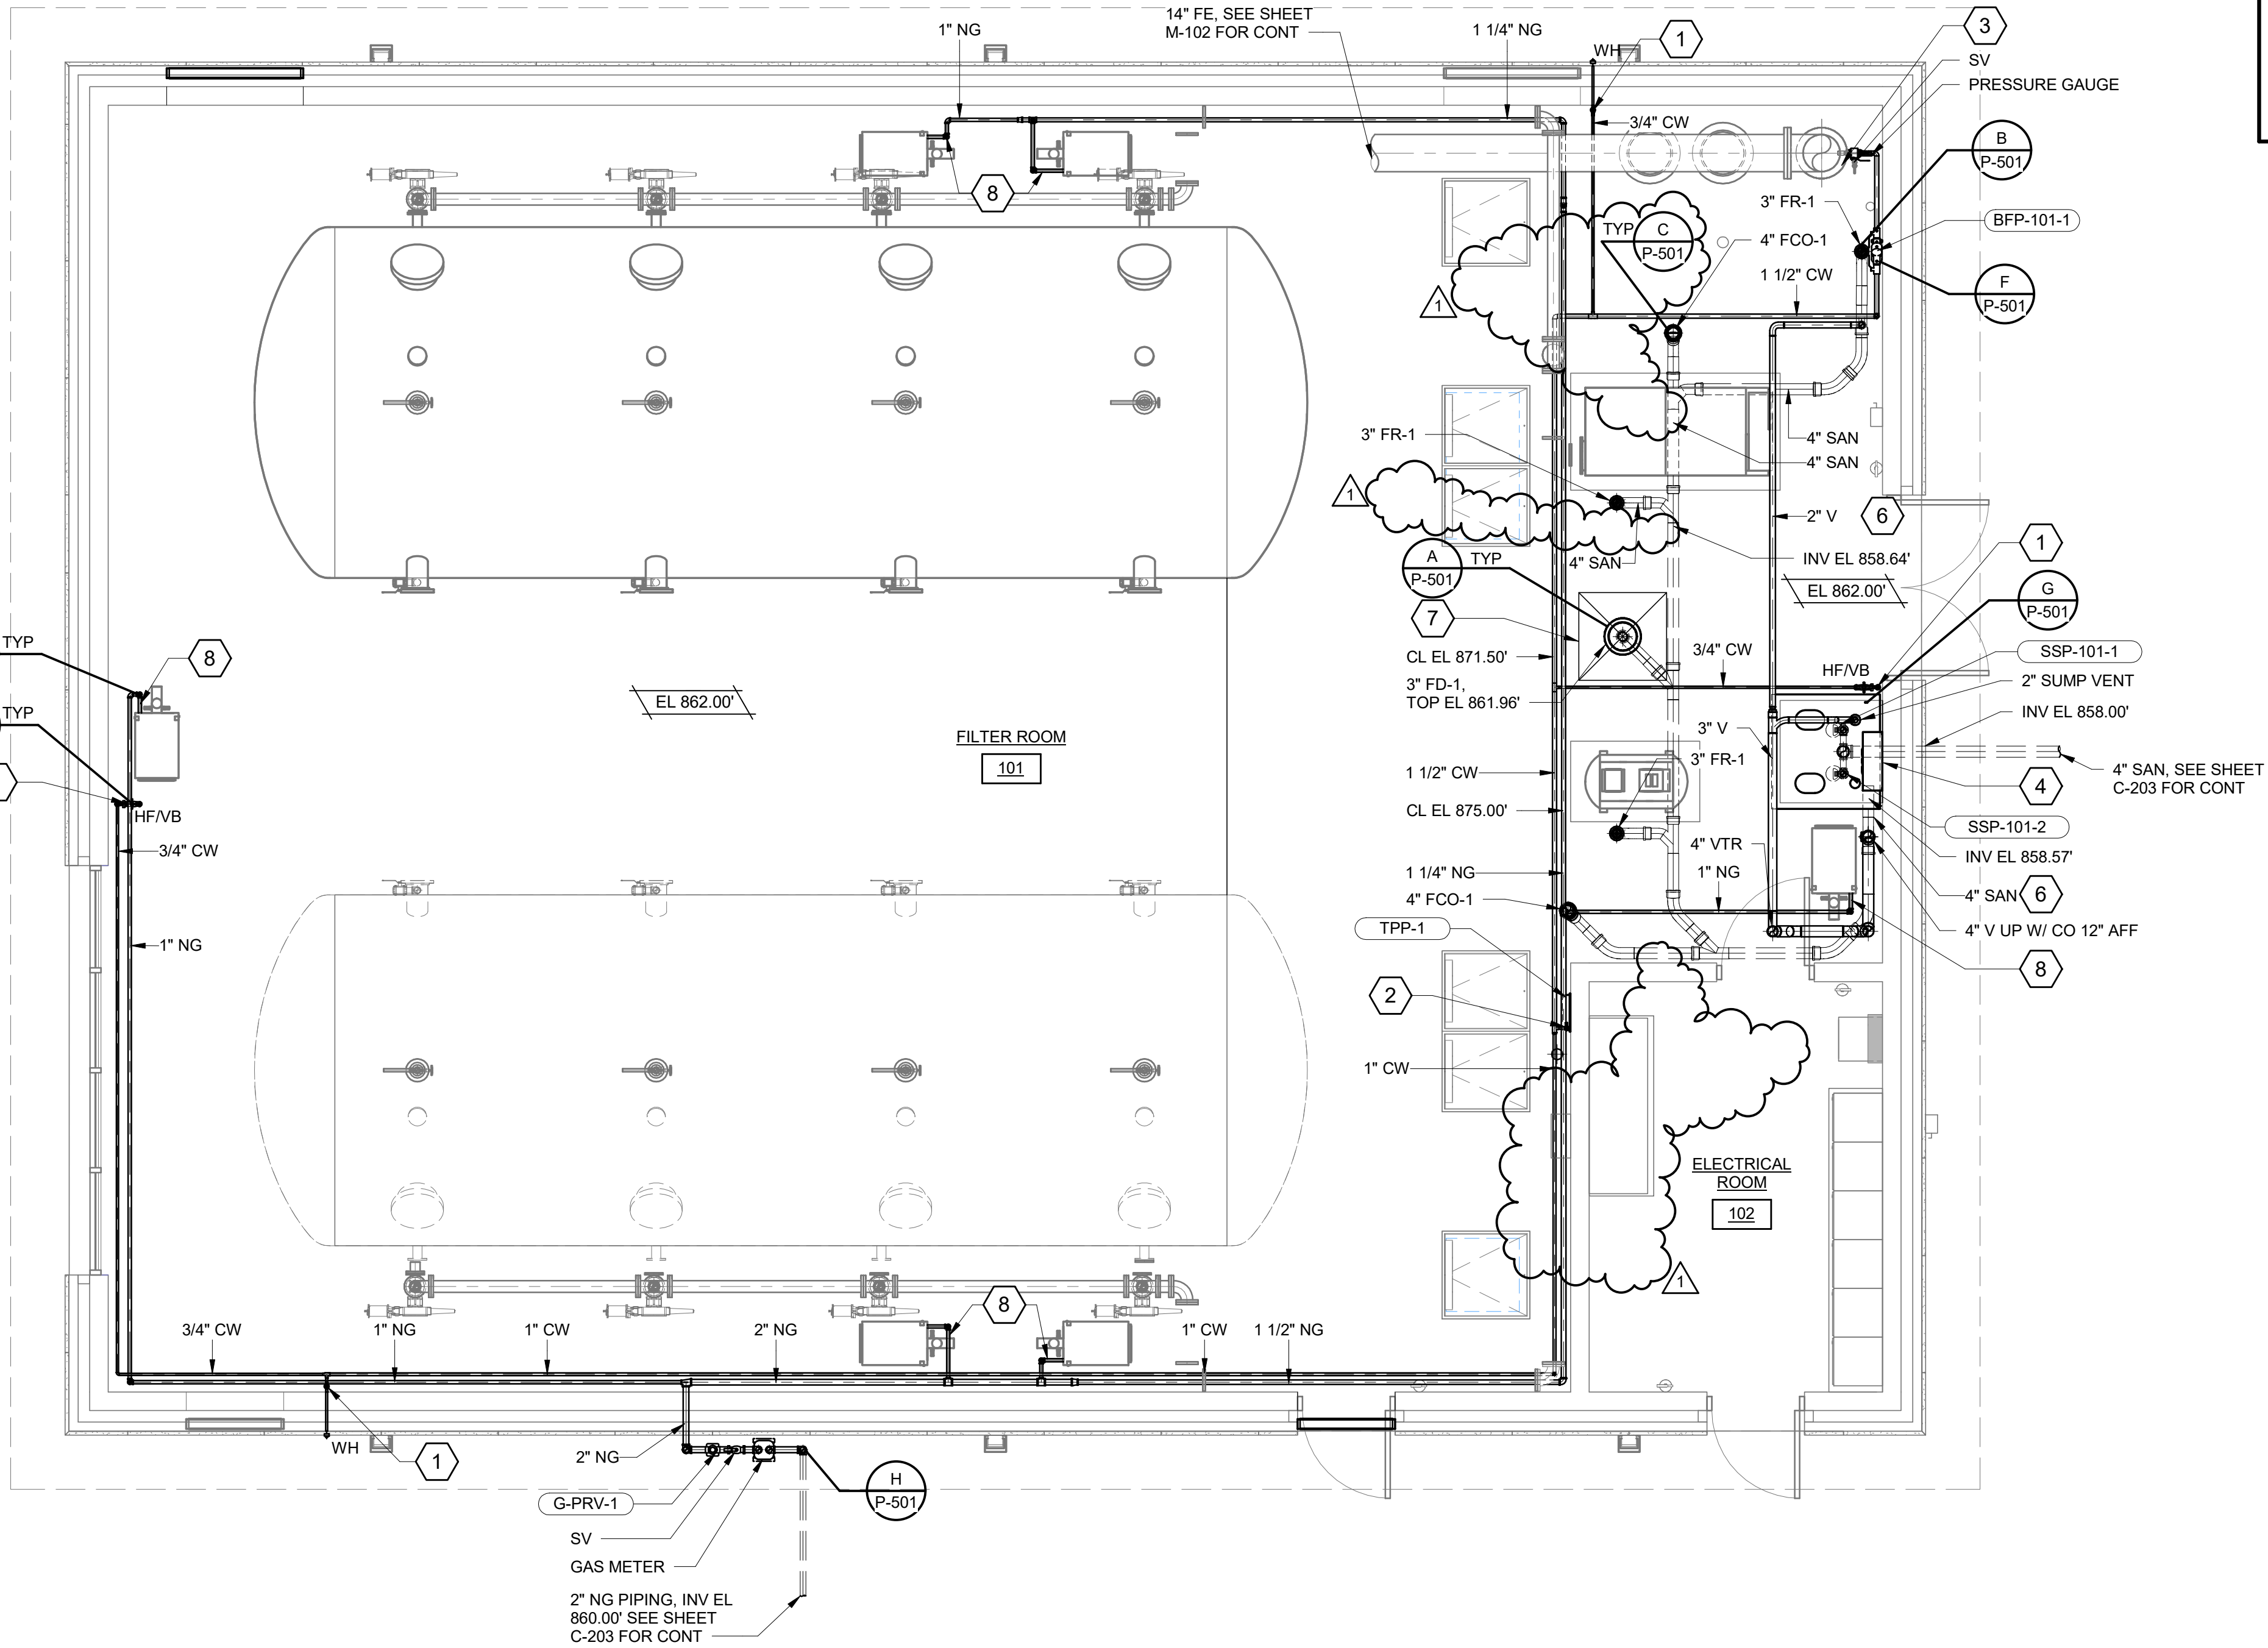 14" FE, SEE SHEET
M-102 FOR CONT
1" NG
1 1/4" NG
WH
1
3
SV
PRESSURE GAUGE
3/4" CW
B
P-501
8
3" FR-1
BFP-101-1
TYP
C
P-501
4" FCO-1
1 1/2" CW
F
P-501
1
3" FR-1
4" SAN
4" SAN
1
2" V
6
4" SAN
INV EL 858.64'
1
A
P-501
TYP
EL 862.00'
G
P-501
7
TYP
8
CL EL 871.50'
3/4" CW
HF/VB
SSP-101-1
3" FD-1,
TOP EL 861.96'
2" SUMP VENT
EL 862.00'
TYP
INV EL 858.00'
3" V
FILTER ROOM
101
3" FR-1
1 1/2" CW
4" SAN, SEE SHEET
C-203 FOR CONT
4
HF/VB
CL EL 875.00'
SSP-101-2
3/4" CW
4" VTR
INV EL 858.57'
1 1/4" NG
1" NG
4" SAN
6
4" FCO-1
TPP-1
4" V UP W/ CO 12" AFF
1" NG
8
2
1" CW
ELECTRICAL
ROOM
102
1
8
3/4" CW
1" NG
1" CW
2" NG
1" CW
1 1/2" NG
WH
1
2" NG
H
P-501
G-PRV-1
SV
GAS METER
2" NG PIPING, INV EL
860.00' SEE SHEET
C-203 FOR CONT